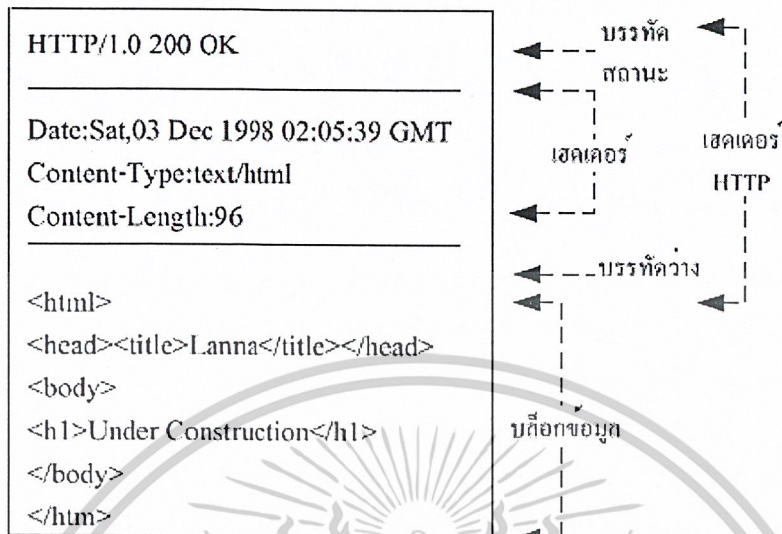 HTTP/1.0 200 OK
Date:Sat,03 Dec 1998 02:05:39 GMT
Content-Type:text/html
Content-Length:96
<html>
<head><title>Lanna</title></head>
<body>
<h1>Under Construction</h1>
</body>
</htm>
บรรทัด
สถานะ
เฮดเดอร์
เฮดเดอร์
HTTP
บรรทัดว่าง
บล็อกข้อมูล